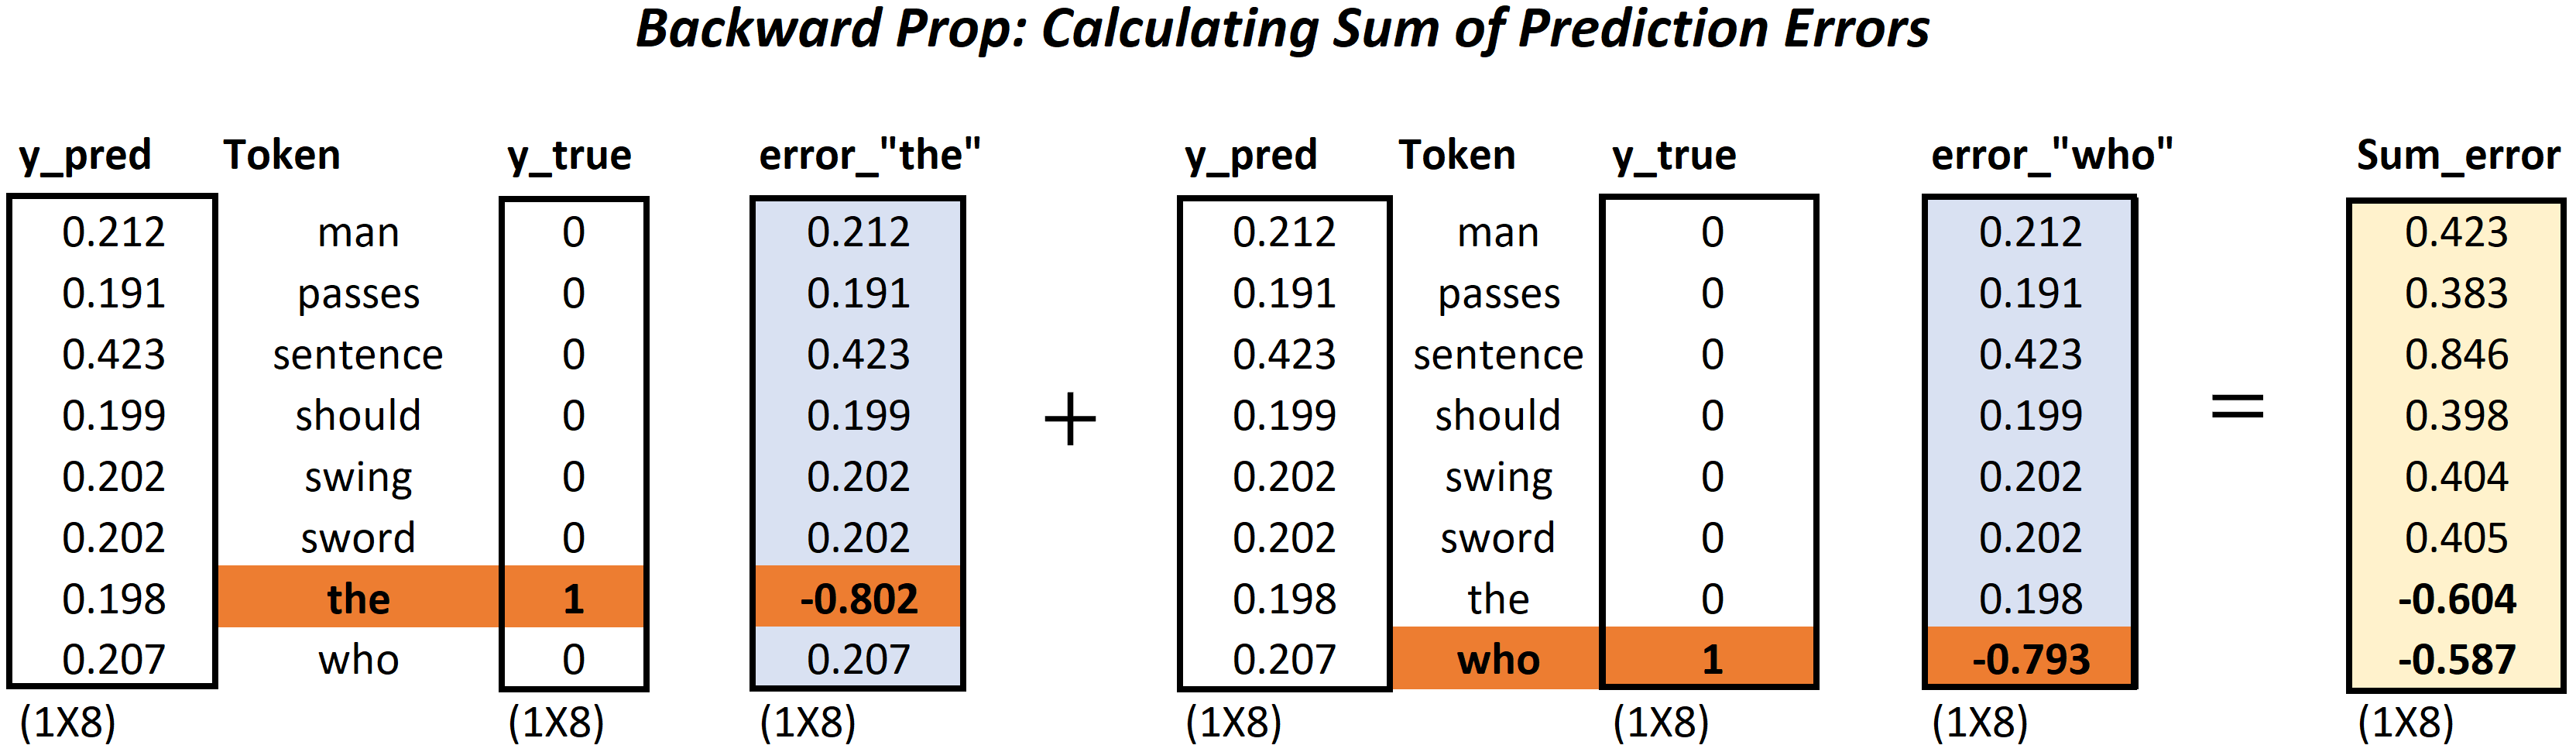 Backward Prop: Calculating Sum of Prediction Errors
y_pred Token y_true error_"the" y_pred Token y_true error_"who" Sum_error
0.212 man 0 0.212 0.212 man 0 0.212 0.423
0.191 passes 0 0.191 0.191 passes 0 0.191 0.383
0.423 sentence 0 0.423 0.423 sentence 0 0.423 0.846
0.199 should 0 0.199 + 0.199 should 0 0.199 = 0.398
0.202 swing 0 0.202 0.202 swing 0 0.202 0.404
0.202 sword 0 0.202 0.202 sword 0 0.202 0.405
0.198 the 1 -0.802 0.198 the 0 0.198 -0.604
0.207 who 0 0.207 0.207 who 1 -0.793 -0.587
(1X8) (1X8) (1X8) (1X8) (1X8) (1X8) (1X8)